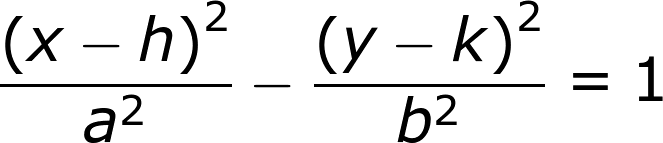 (x – h)²/a² – (y – k)²/b² = 1